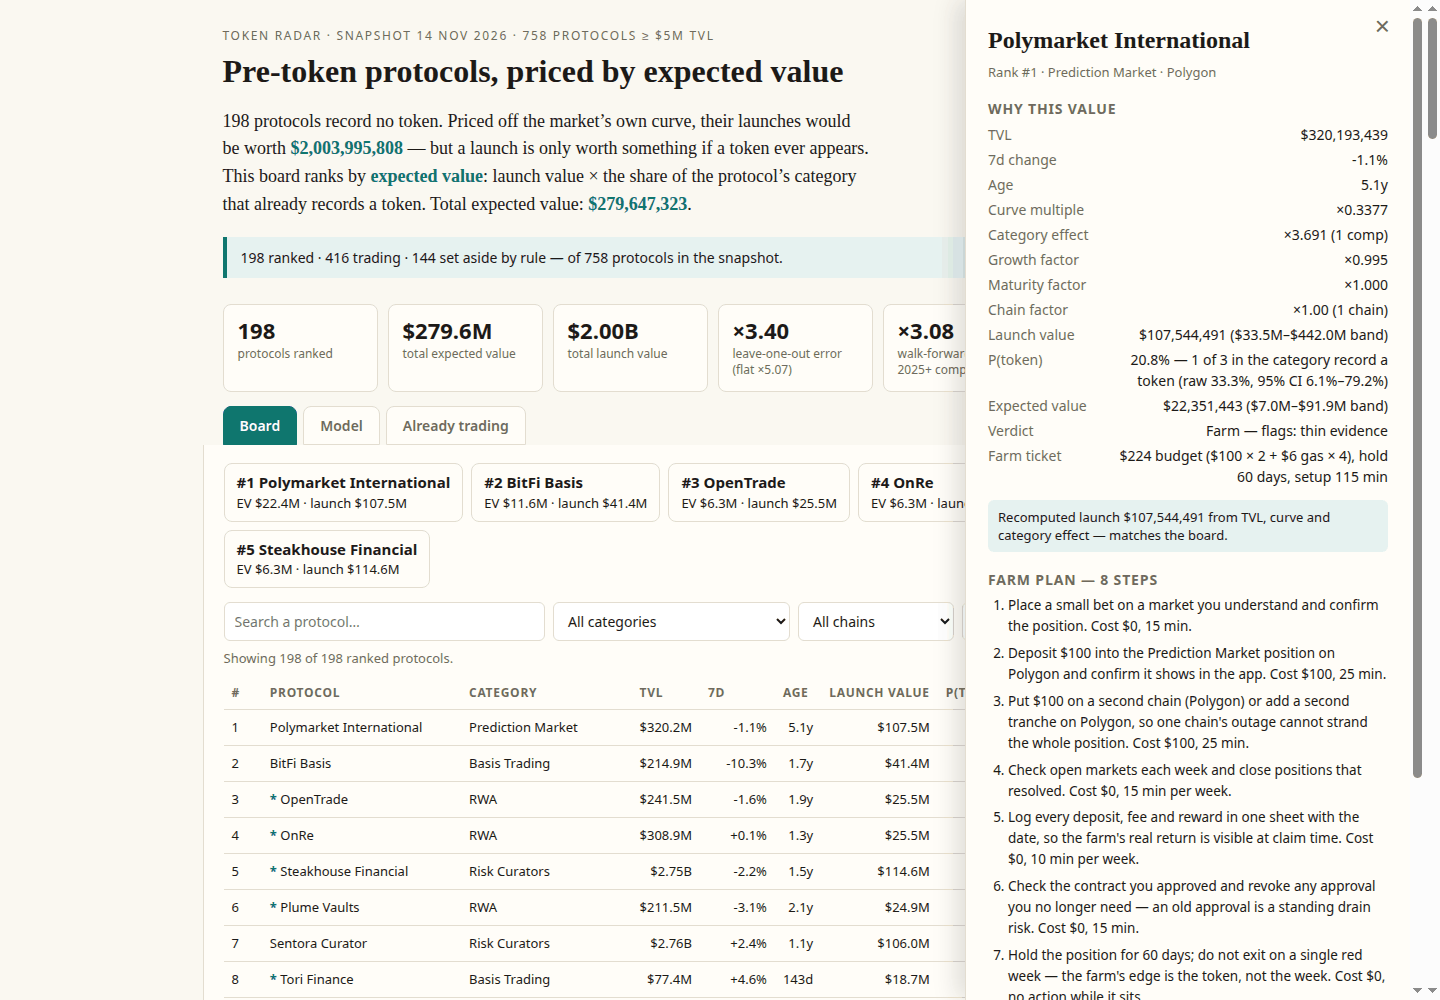 TOKEN RADAR · SNAPSHOT 14 NOV 2026 · 758 PROTOCOLS ≥ $5M TVL
Pre-token protocols, priced by expected value
198 protocols record no token. Priced off the market’s own curve, their launches would
be worth $2,003,995,808 — but a launch is only worth something if a token ever appears.
This board ranks by expected value: launch value × the share of the protocol’s category
that already records a token. Total expected value: $279,647,323.
198 ranked · 416 trading · 144 set aside by rule — of 758 protocols in the snapshot.
198
protocols ranked
$279.6M
total expected value
$2.00B
total launch value
×3.40
leave-one-out error
(flat ×5.07)
×3.08
walk-forwar
2025+ comp
Board
Model
Already trading
#1 Polymarket International
EV $22.4M · launch $107.5M
#2 BitFi Basis
EV $11.6M · launch $41.4M
#3 OpenTrade
EV $6.3M · launch $25.5M
#4 OnRe
EV $6.3M · laun
#5 Steakhouse Financial
EV $6.3M · launch $114.6M
Search a protocol...
All categories
All chains
Showing 198 of 198 ranked protocols.
# PROTOCOL CATEGORY TVL 7D AGE LAUNCH VALUE P(T
1 Polymarket International Prediction Market $320.2M -1.1% 5.1y $107.5M
2 BitFi Basis Basis Trading $214.9M -10.3% 1.7y $41.4M
3 * OpenTrade RWA $241.5M -1.6% 1.9y $25.5M
4 * OnRe RWA $308.9M +0.1% 1.3y $25.5M
5 * Steakhouse Financial Risk Curators $2.75B -2.2% 1.5y $114.6M
6 * Plume Vaults RWA $211.5M -3.1% 2.1y $24.9M
7 Sentora Curator Risk Curators $2.76B +2.4% 1.1y $106.0M
8 * Tori Finance Basis Trading $77.4M +4.6% 143d $18.7M
×
Polymarket International
Rank #1 · Prediction Market · Polygon
WHY THIS VALUE
TVL $320,193,439
7d change -1.1%
Age 5.1y
Curve multiple ×0.3377
Category effect ×3.691 (1 comp)
Growth factor ×0.995
Maturity factor ×1.000
Chain factor ×1.00 (1 chain)
Launch value $107,544,491 ($33.5M–$442.0M band)
P(token) 20.8% — 1 of 3 in the category record a
token (raw 33.3%, 95% CI 6.1%–79.2%)
Expected value $22,351,443 ($7.0M–$91.9M band)
Verdict Farm — flags: thin evidence
Farm ticket $224 budget ($100 × 2 + $6 gas × 4), hold
60 days, setup 115 min
Recomputed launch $107,544,491 from TVL, curve and
category effect — matches the board.
FARM PLAN — 8 STEPS
1. Place a small bet on a market you understand and confirm
the position. Cost $0, 15 min.
2. Deposit $100 into the Prediction Market position on
Polygon and confirm it shows in the app. Cost $100, 25 min.
3. Put $100 on a second chain (Polygon) or add a second
tranche on Polygon, so one chain's outage cannot strand
the whole position. Cost $100, 25 min.
4. Check open markets each week and close positions that
resolved. Cost $0, 15 min per week.
5. Log every deposit, fee and reward in one sheet with the
date, so the farm's real return is visible at claim time. Cost
$0, 10 min per week.
6. Check the contract you approved and revoke any approval
you no longer need — an old approval is a standing drain
risk. Cost $0, 15 min.
7. Hold the position for 60 days; do not exit on a single red
week — the farm's edge is the token, not the week. Cost $0,
no action while it sits.